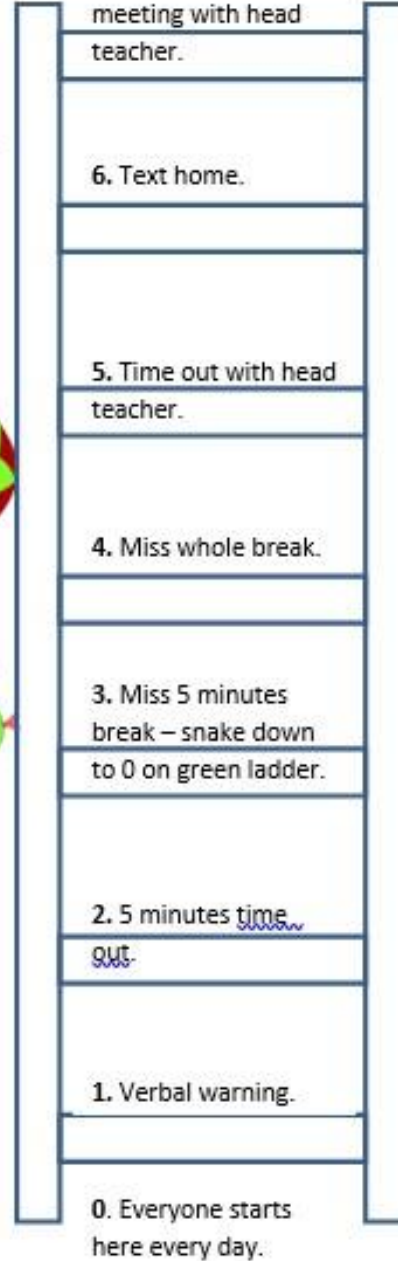 meeting with head
teacher.
6. Text home.
5. Time out with head
teacher.
4. Miss whole break.
3. Miss 5 minutes
break – snake down
to 0 on green ladder.
2. 5 minutes time
out.
1. Verbal warning.
0. Everyone starts
here every day.